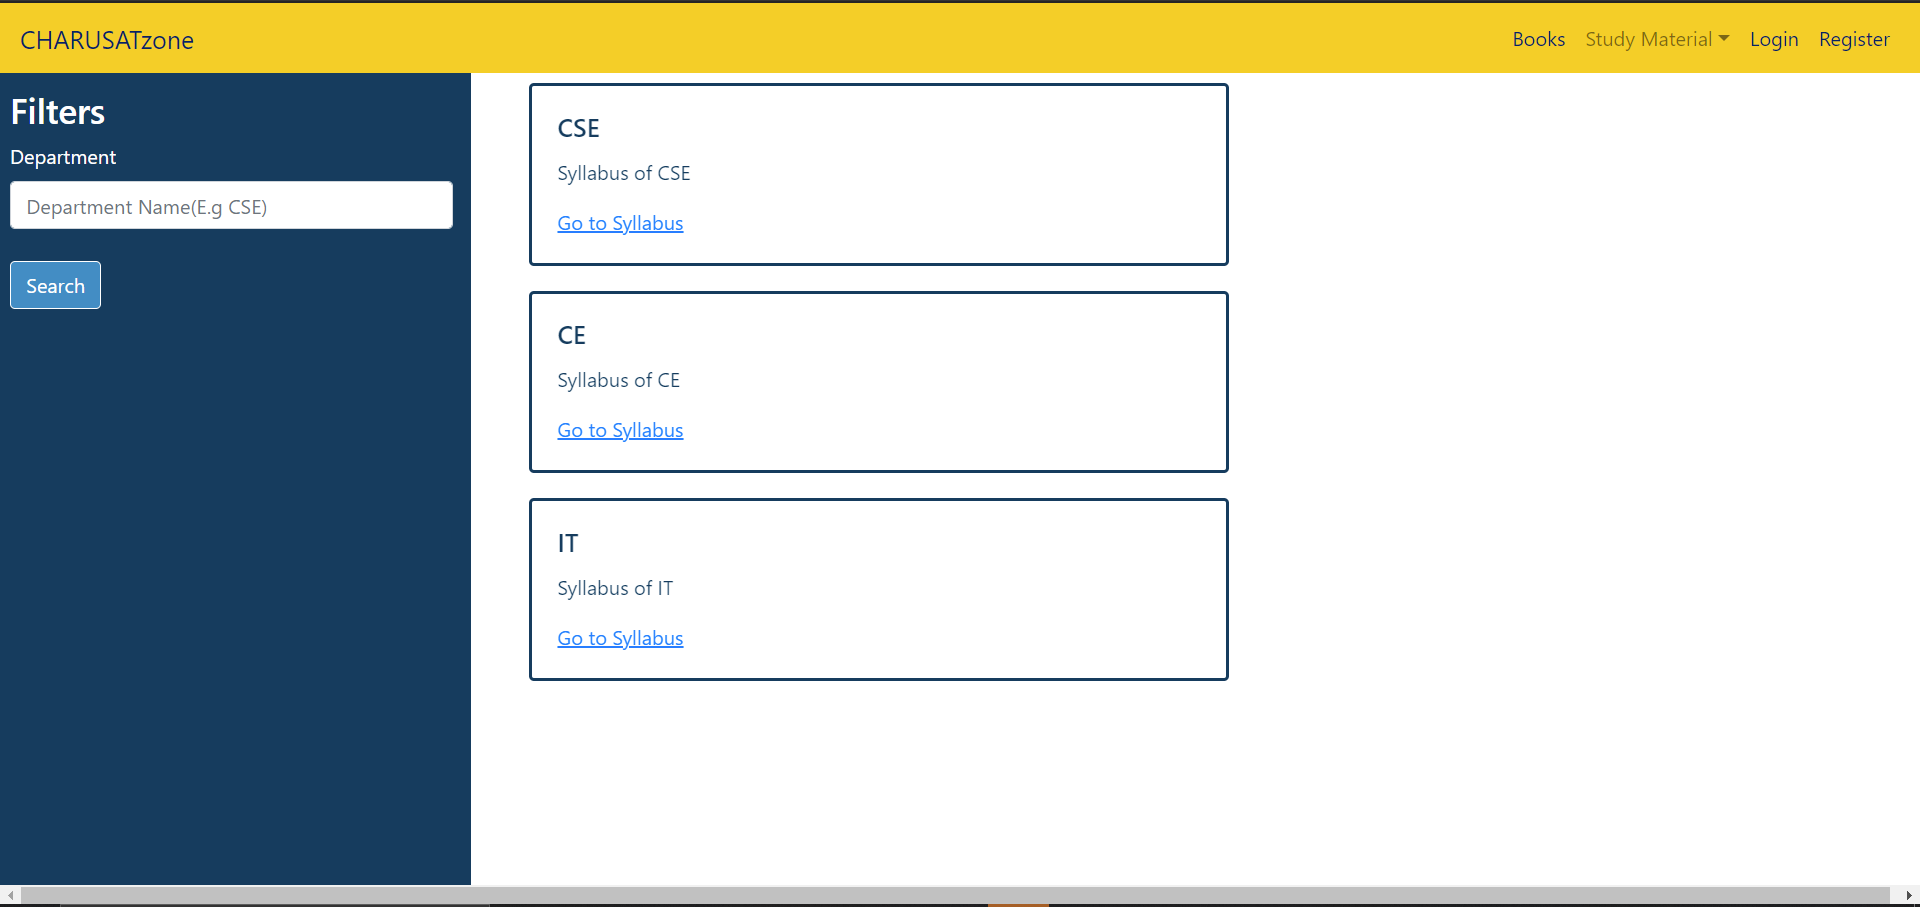 CHARUSATzone
Books Study Material Login Register
Filters
Department
Department Name(E.g CSE)
Search
CSE
Syllabus of CSE
Go to Syllabus
CE
Syllabus of CE
Go to Syllabus
IT
Syllabus of IT
Go to Syllabus